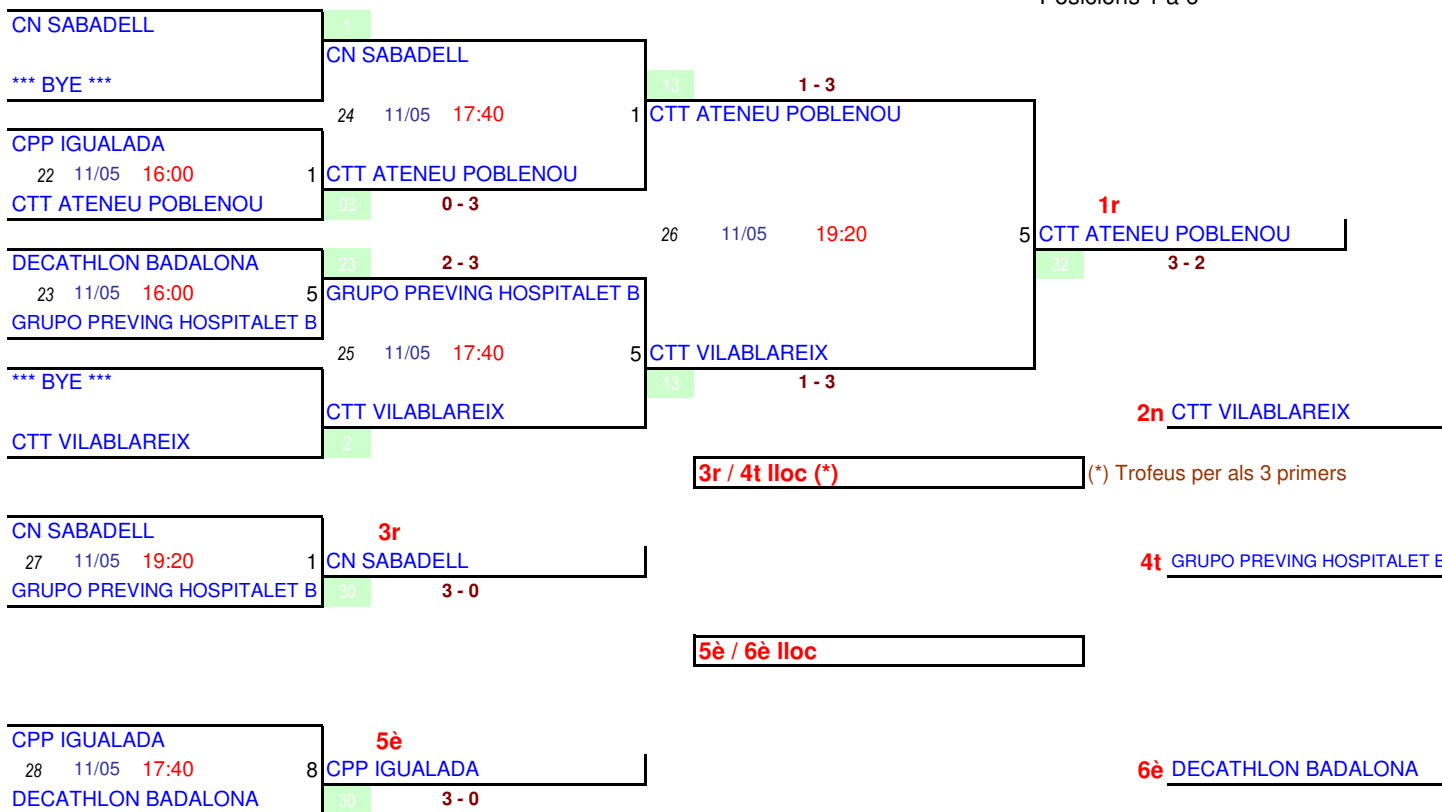 Posicions 1 a 6
CN SABADELL
1
CN SABADELL
*** BYE ***
13
1 - 3
24 11/05 17:40 1 CTT ATENEU POBLENOU
CPP IGUALADA
22 11/05 16:00 1 CTT ATENEU POBLENOU
CTT ATENEU POBLENOU
03
0 - 3
1r
26 11/05 19:20 5 CTT ATENEU POBLENOU
DECATHLON BADALONA
23
2 - 3
32
3 - 2
23 11/05 16:00 5 GRUPO PREVING HOSPITALET B
GRUPO PREVING HOSPITALET B
25 11/05 17:40 5 CTT VILABLAREIX
*** BYE ***
13
1 - 3
CTT VILABLAREIX
2n CTT VILABLAREIX
CTT VILABLAREIX
2
3r / 4t lloc (*)
(*) Trofeus per als 3 primers
CN SABADELL
3r
27 11/05 19:20 1 CN SABADELL
4t GRUPO PREVING HOSPITALET B
GRUPO PREVING HOSPITALET B
30
3 - 0
5è / 6è lloc
CPP IGUALADA
5è
28 11/05 17:40 8 CPP IGUALADA
6è DECATHLON BADALONA
DECATHLON BADALONA
30
3 - 0